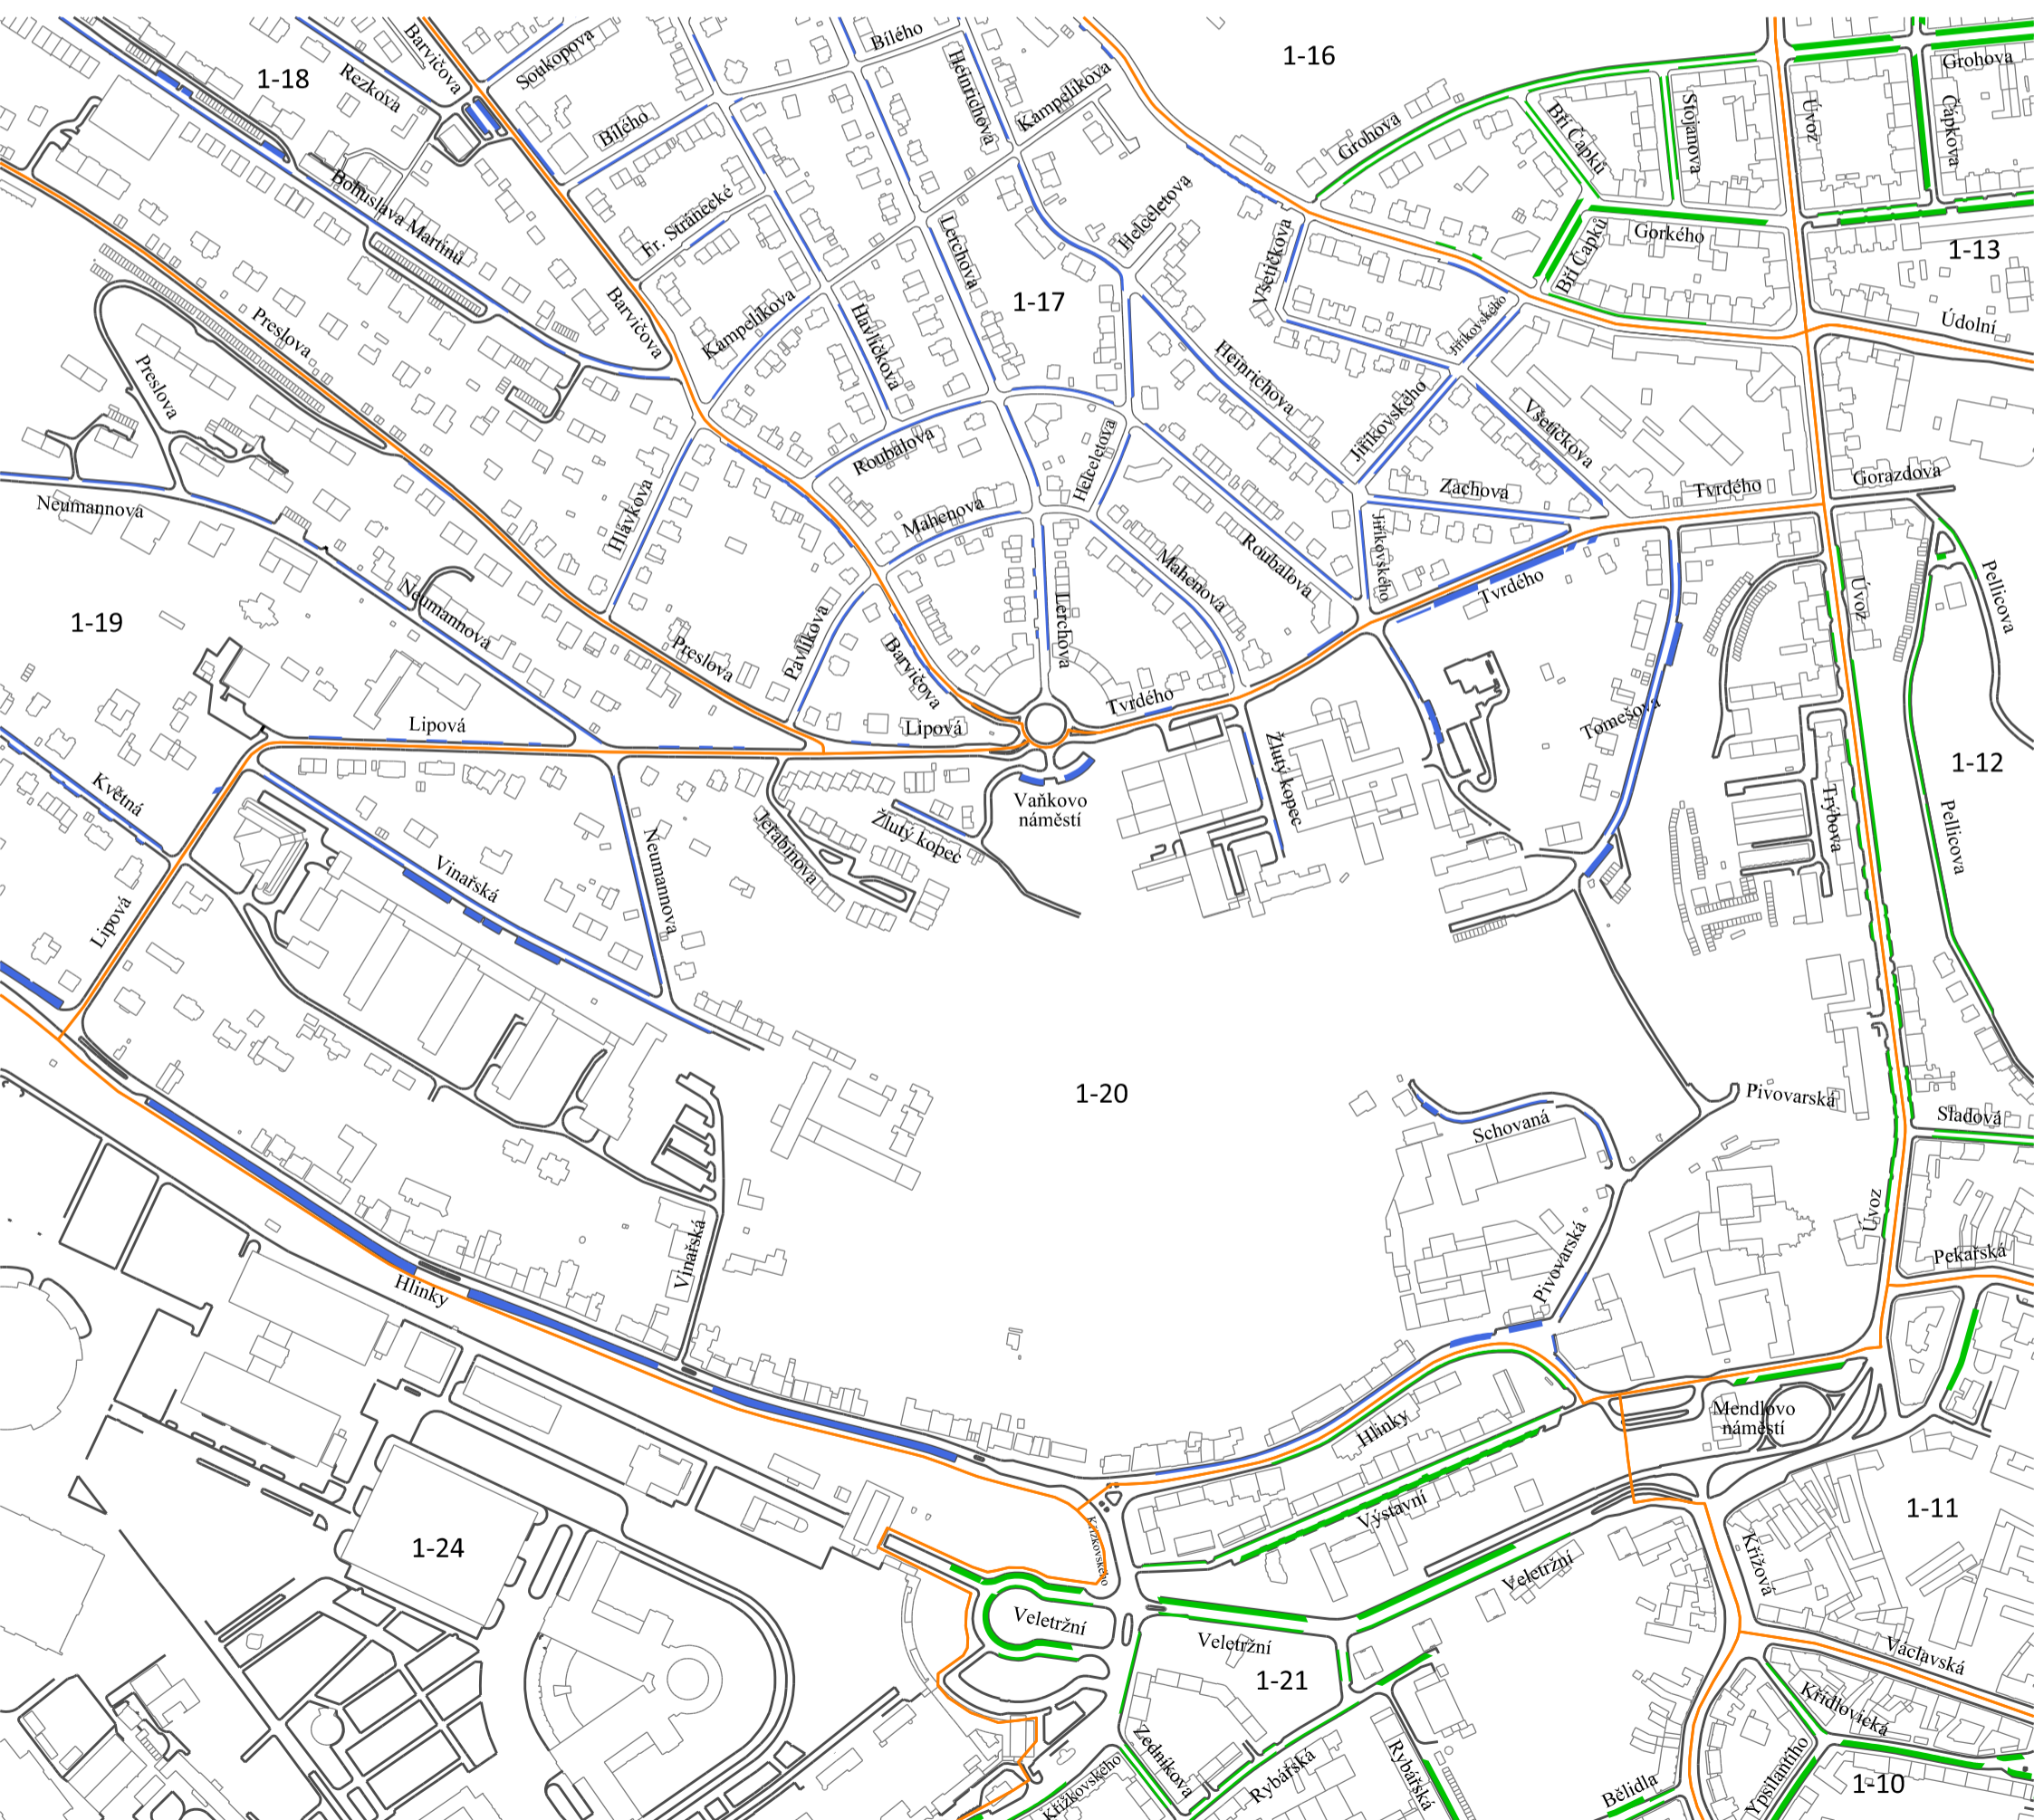 Barvičova
Soukopova
Bílého
Heinrichova
1-16
Grohova
1-18
Rezkova
Kampelíkova
Úvoz
Čápkova
Stojanova
Bří Čapků
Grohova
Bílého
Bohuslava Martinů
Fr. Stránecké
Lerchova
Helceletova
Všetičkova
Bří Čapků
Gorkého
1-13
Barvičova
Kampelíkova
Havlíčkova
1-17
Jiříkovského
Údolní
Preslova
Preslova
Heinrichova
Jiříkovského
Všetičkova
Roubalova
Helceletova
Zachova
Tvrdého
Gorazdova
Neumannová
Hlávkova
Mahenova
Jiříkovského
Roubalova
Mahenova
Tvrdého
Pellicova
Úvoz
1-19
Neumannova
Preslova
Pavlíkova
Barvičova
Lerchova
Tvrdého
Tomešova
Lipová
Lipová
Žlutý kopec
1-12
Květná
Vaňkovo
náměstí
Žlutý kopec
Jeřabinova
Neumannova
Vinařská
Trýbova
Pellicova
Lipová
1-20
Pivovarská
Schovaná
Sladová
Úvoz
Pivovarská
Vinařská
Pekařská
Hlinky
Mendlovo
náměstí
Hlinky
Výstavní
1-11
1-24
Křížkovského
Veletržní
Křížová
Veletržní
Veletržní
1-21
Václavská
Křídlovická
Zedníkova
Rybářská
Rybářská
Křížkovského
Bělidla
Ypsilantiho
1-10